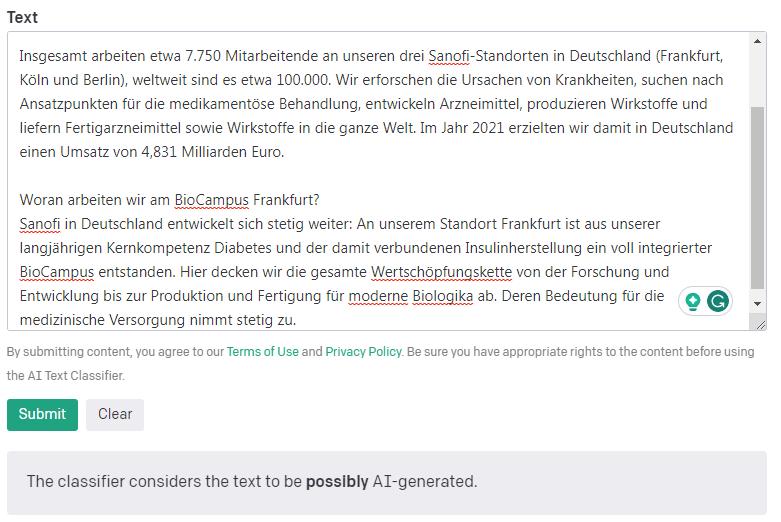 Text
Insgesamt arbeiten etwa 7.750 Mitarbeitende an unseren drei Sanofi-Standorten in Deutschland (Frankfurt,
Köln und Berlin), weltweit sind es etwa 100.000. Wir erforschen die Ursachen von Krankheiten, suchen nach
Ansatzpunkten für die medikamentöse Behandlung, entwickeln Arzneimittel, produzieren Wirkstoffe und
liefern Fertigarzneimittel sowie Wirkstoffe in die ganze Welt. Im Jahr 2021 erzielten wir damit in Deutschland
einen Umsatz von 4,831 Milliarden Euro.
Woran arbeiten wir am BioCampus Frankfurt?
Sanofi in Deutschland entwickelt sich stetig weiter: An unserem Standort Frankfurt ist aus unserer
langjährigen Kernkompetenz Diabetes und der damit verbundenen Insulinherstellung ein voll integrierter
BioCampus entstanden. Hier decken wir die gesamte Wertschöpfungskette von der Forschung und
Entwicklung bis zur Produktion und Fertigung für moderne Biologika ab. Deren Bedeutung für die
medizinische Versorgung nimmt stetig zu.
By submitting content, you agree to our Terms of Use and Privacy Policy. Be sure you have appropriate rights to the content before using
the AI Text Classifier.
Submit Clear
The classifier considers the text to be possibly AI-generated.